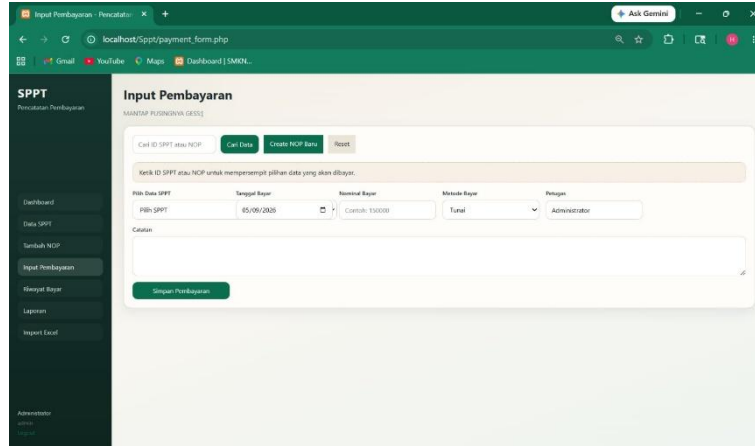 Input Pembayaran - Pencatatan
Ask Gemini
localhost/Sppt/payment_form.php
H
Gmail
YouTube
Maps
Dashboard | SMKN...
SPPT
Pencatatan Pembayaran
Dashboard
Data SPPT
Tambah NOP
Input Pembayaran
Riwayat Bayar
Laporan
Import Excel
Administrator
admin
Logout
Input Pembayaran
MANTAP PUSINGNYA GESS:[
Cari ID SPPT atau NOP
Cari Data
Create NOP Baru
Reset
Ketik ID SPPT atau NOP untuk mempersempit pilihan data yang akan dibayar.
Pilih Data SPPT
Tanggal Bayar
Nominal Bayar
Metode Bayar
Petugas
Pilih SPPT
05/09/2026
Contoh: 150000
Tunai
Administrator
Catatan
Simpan Pembayaran